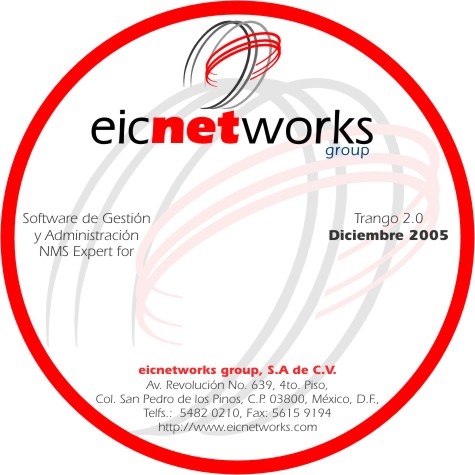 eicnetworks
group
Software de Gestión
y Administración
NMS Expert for
Trango 2.0
Diciembre 2005
eicnetworks group, S.A de C.V.
Av. Revolución No. 639, 4to. Piso,
Col. San Pedro de los Pinos, C.P. 03800, México, D.F.,
Telfs.: 5482 0210, Fax: 5615 9194
http://www.eicnetworks.com